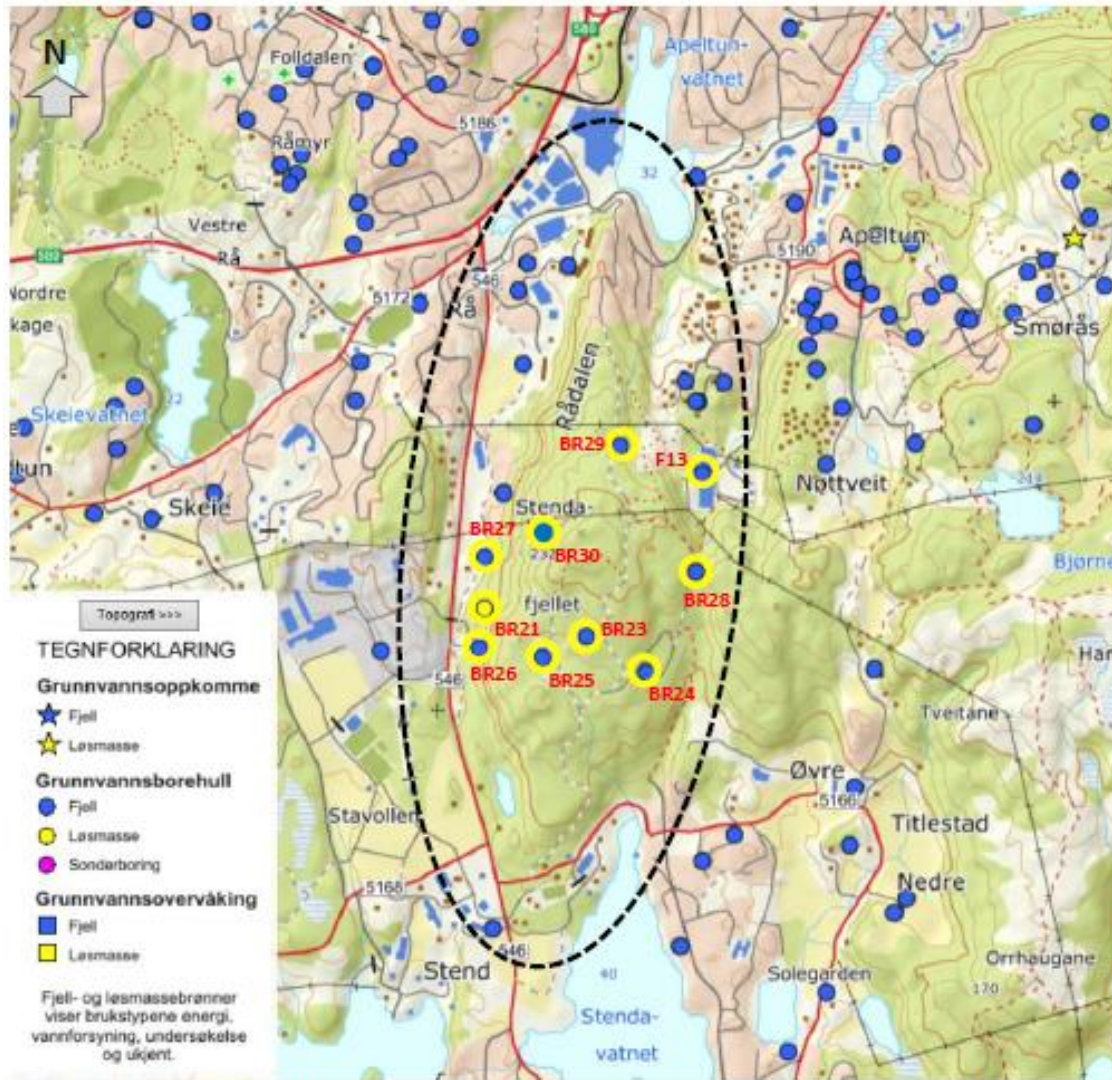 N
580
Apeltun-
vatnet
Folldalen
5186
Råmyr
32
Vestre
Rå
580
5190
Apeltun
546
Nordre
5172
Rå
Smørås
Rådalen
Skeievatnet
22
BR29
F13
Skeie
Nøttveit
Stenda-
BR27
BR30
232
Bjørne
BR28
fjellet
BR21
BR23
BR26
BR25
BR24
546
Tveitane
Øvre
5166
Stavollen
Titlestad
5168
Nedre
546
Stend
40
Solegarden
Orrhaugane
170
Stenda-
vatnet
Topografi >>>
TEGNFORKLARING
Grunnvannsoppkomme
Fjell
Løsmasse
Grunnvannsborehull
Fjell
Løsmasse
Sonderboring
Grunnvannsovervåking
Fjell
Løsmasse
Fjell- og løsmassebrønner
viser brukstypene energi,
vannforsyning, undersøkelse
og ukjent.